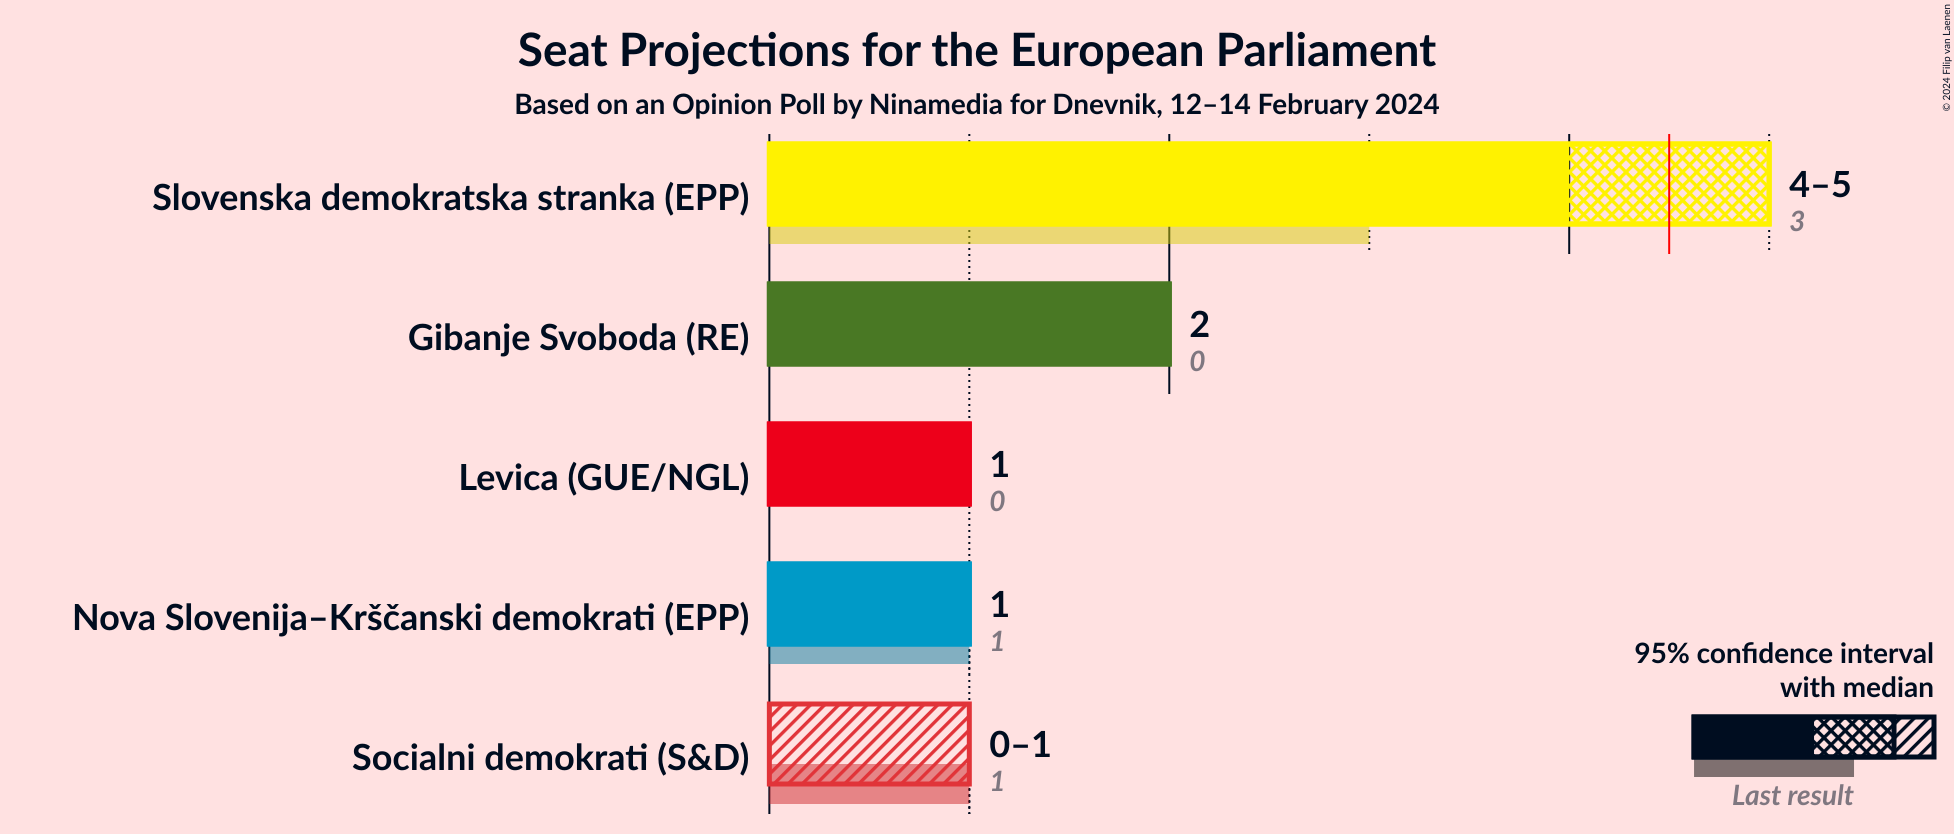 Seat Projections for the European Parliament
Based on an Opinion Poll by Ninamedia for Dnevnik, 12–14 February 2024
© 2024 Filip van Laenen
Slovenska demokratska stranka (EPP)
4–5
3
Gibanje Svoboda (RE)
2
0
Levica (GUE/NGL)
1
0
Nova Slovenija–Krščanski demokrati (EPP)
1
1
Socialni demokrati (S&D)
0–1
1
95% confidence interval
with median
Last result